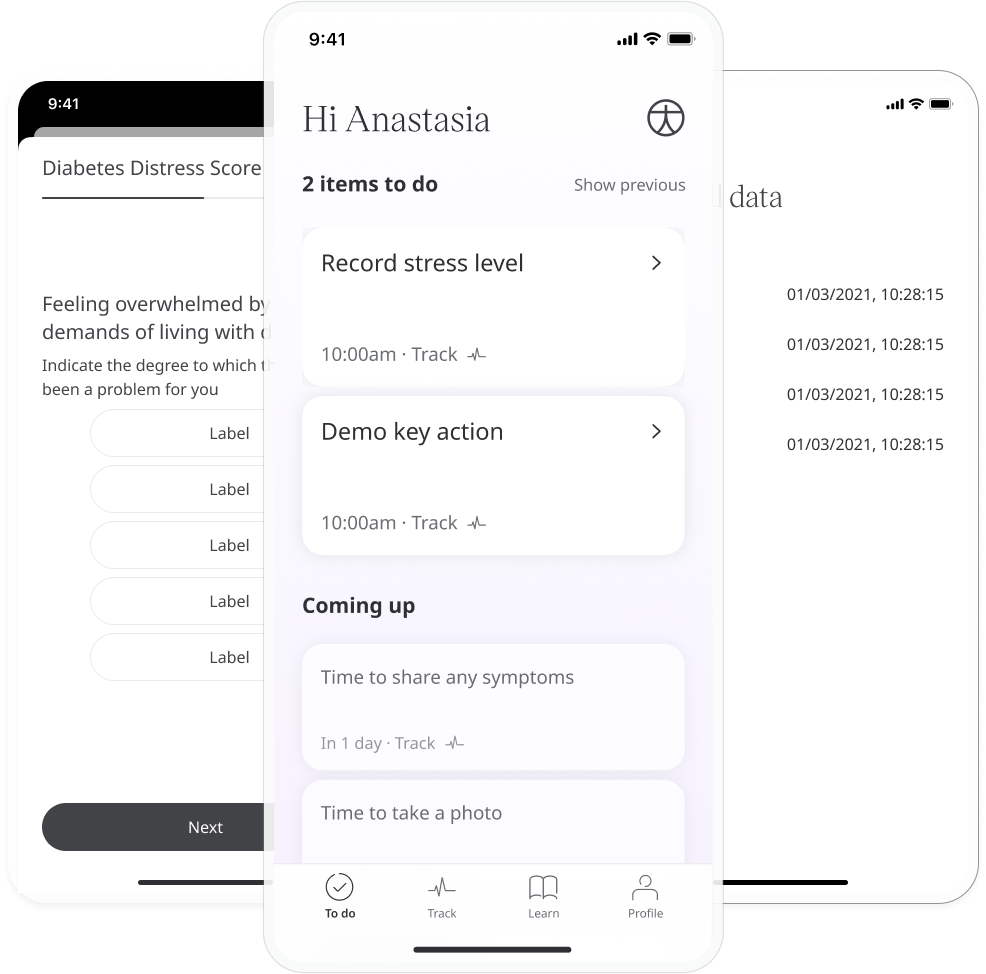 9:41
Diabetes Distress Score
Feeling overwhelmed by
demands of living with
Indicate the degree to which
been a problem for you
Label
Label
Label
Label
Label
Next
9:41
Hi Anastasia
2 items to do
Show previous
Record stress level
10:00am · Track
Demo key action
10:00am · Track
Coming up
Time to share any symptoms
In 1 day · Track
Time to take a photo
To do
Track
Learn
Profile
data
01/03/2021, 10:28:15
01/03/2021, 10:28:15
01/03/2021, 10:28:15
01/03/2021, 10:28:15